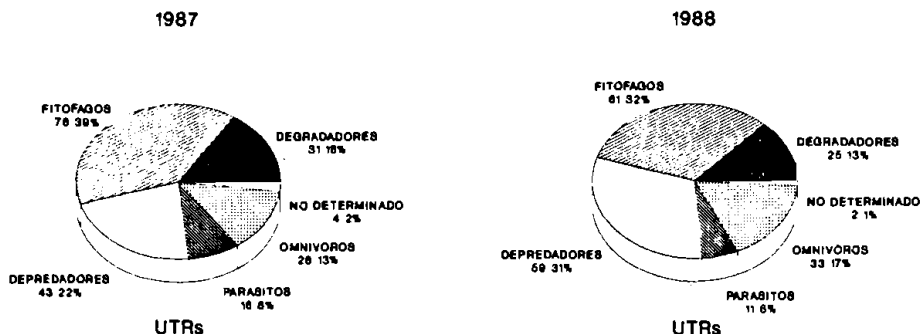 1987
FITOFAGOS
76 39%
DEGRADADORES
31 16%
NO DETERMINADO
4 2%
OMNIVOROS
26 13%
PARASITOS
16 8%
DEPREDADORES
43 22%
UTRs
1988
FITOFAGOS
61 32%
DEGRADADORES
25 13%
NO DETERMINADO
2 1%
OMNIVOROS
33 17%
PARASITOS
11 6%
DEPREDADORES
59 31%
UTRs